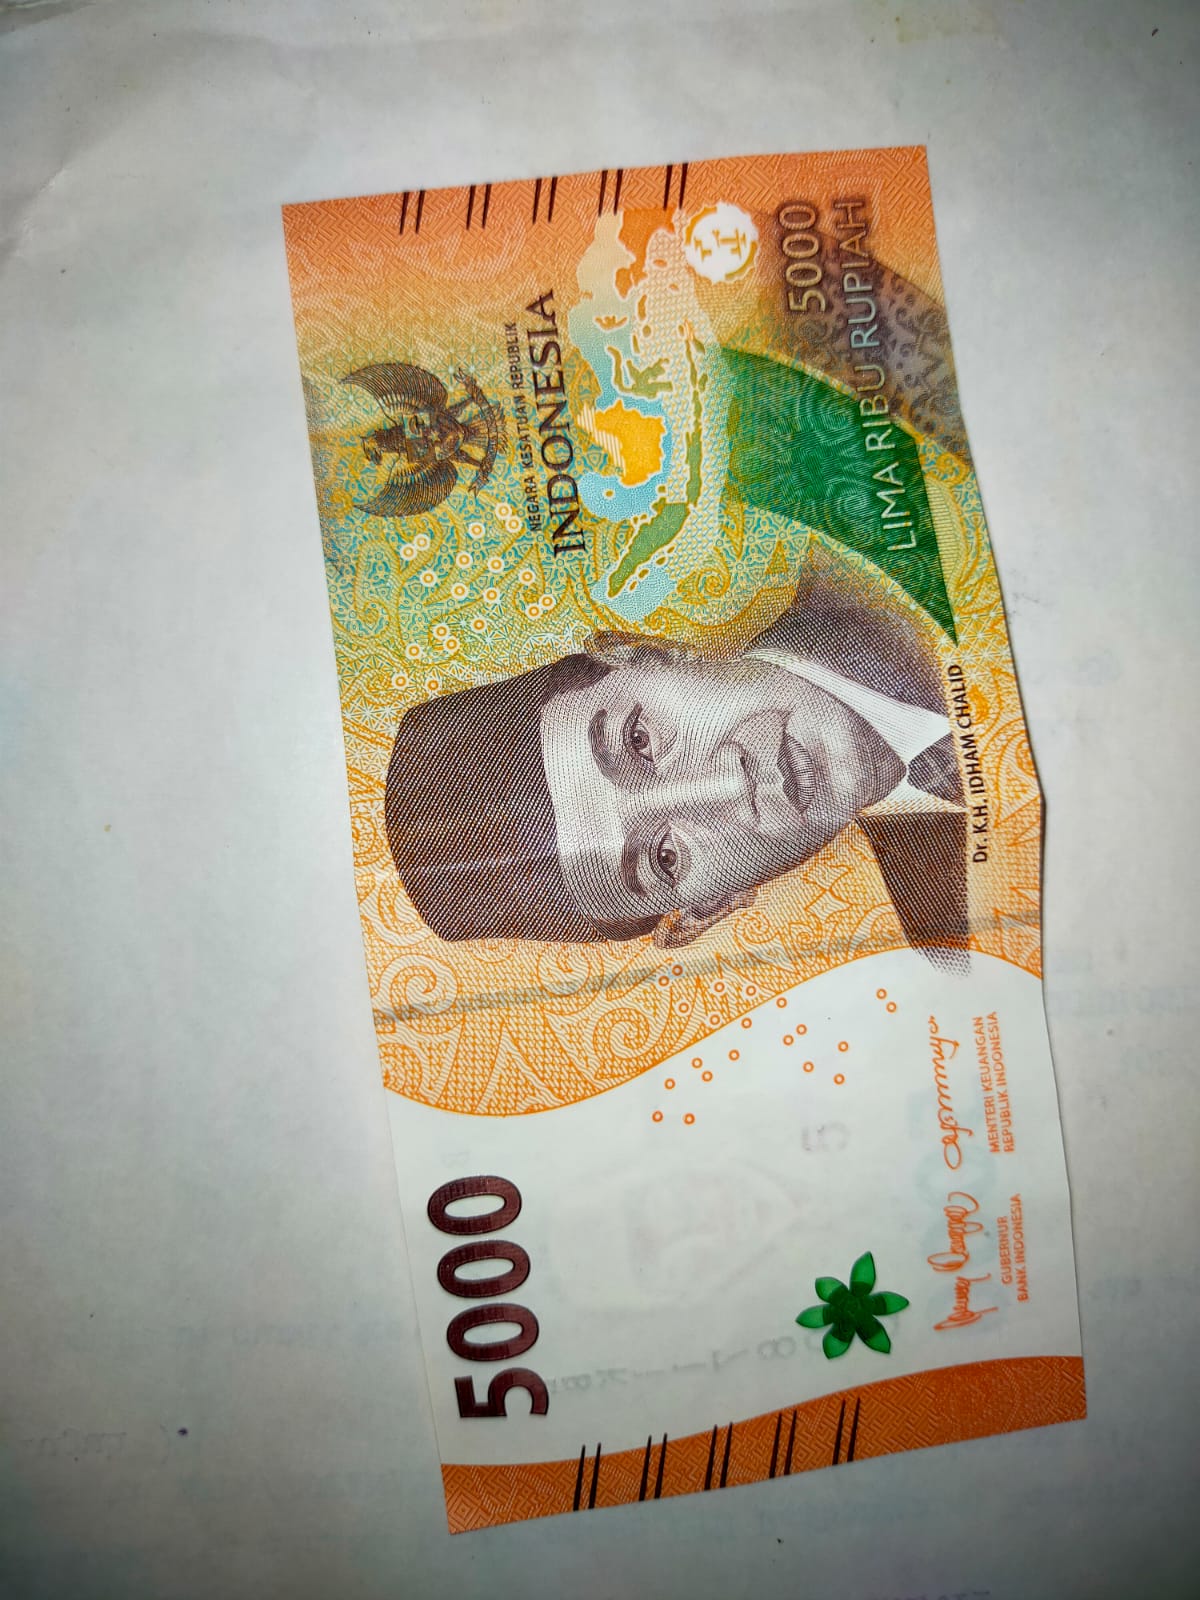 NEGARA KESATUAN REPUBLIK
INDONESIA
5000
LIMA RIBU RUPIAH
Dr. K.H. IDHAM CHALID
5000
GUBERNUR
BANK INDONESIA
MENTERI KEUANGAN
REPUBLIK INDONESIA